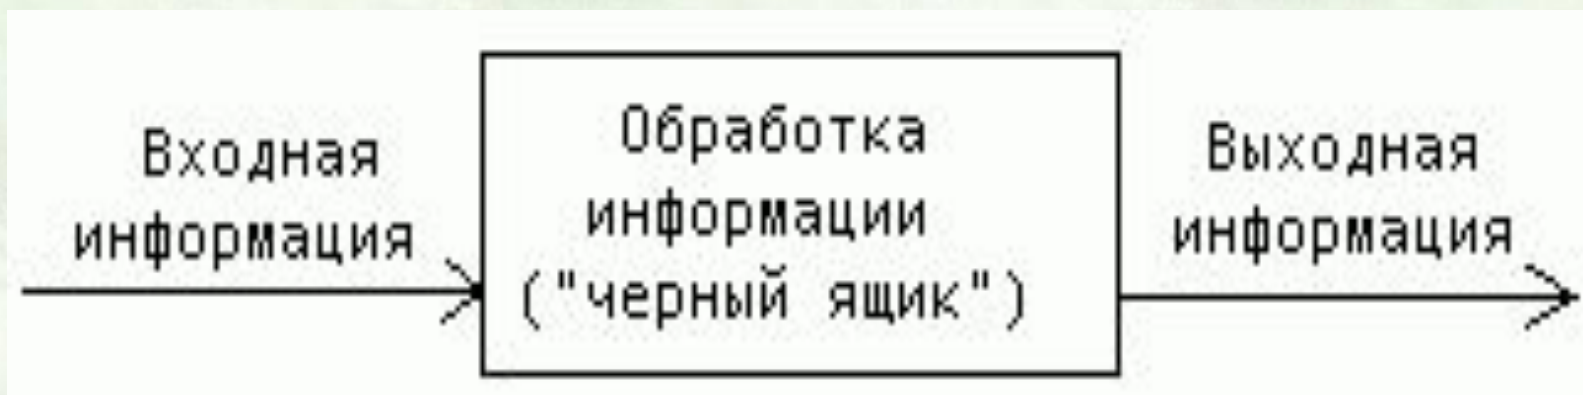 Входная
информация
Обработка
информации
("черный ящик")
Выходная
информация